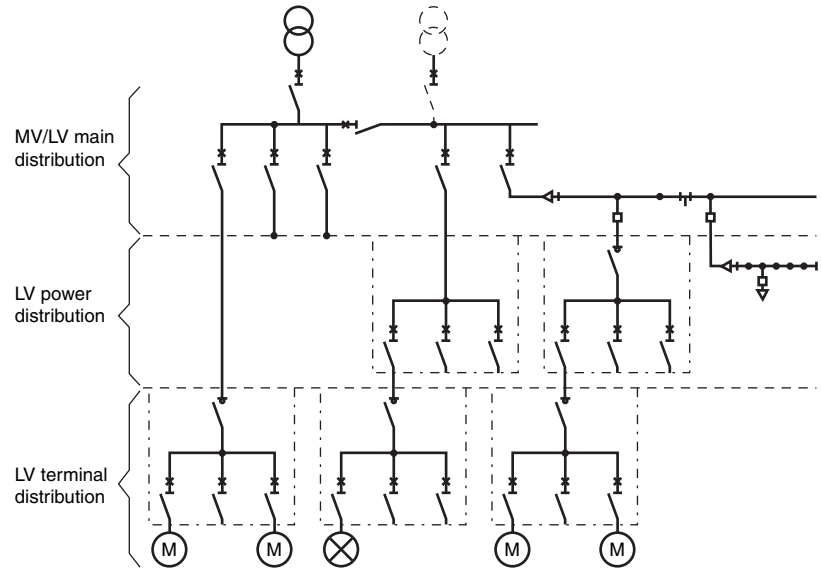 MV/LV main
distribution
LV power
distribution
LV terminal
distribution
M
M
M
M